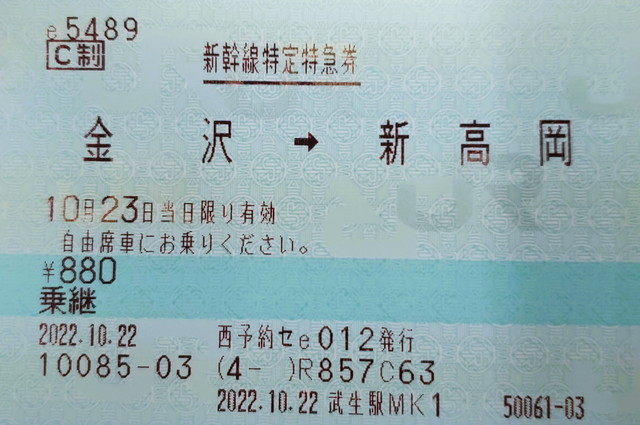 e5489
C制
新幹線特定特急券
金沢 → 新高岡
10月23日当日限り有効
自由席車にお乗りください。
¥880
乗継
2022.10.22 西予約セe012発行
10085-03 (4- )R857C63
2022.10.22 武生駅MK1 50061-03